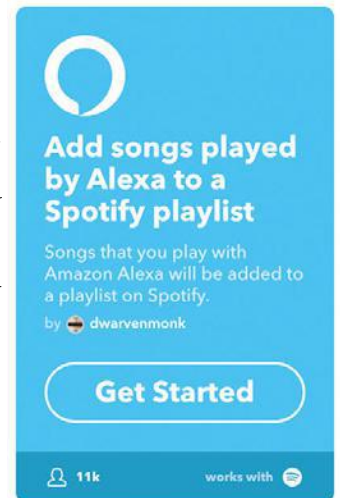 Add songs played
by Alexa to a
Spotify playlist
Songs that you play with
Amazon Alexa will be added to
a playlist on Spotify.
by dwarvenmonk
Get Started
11k works with